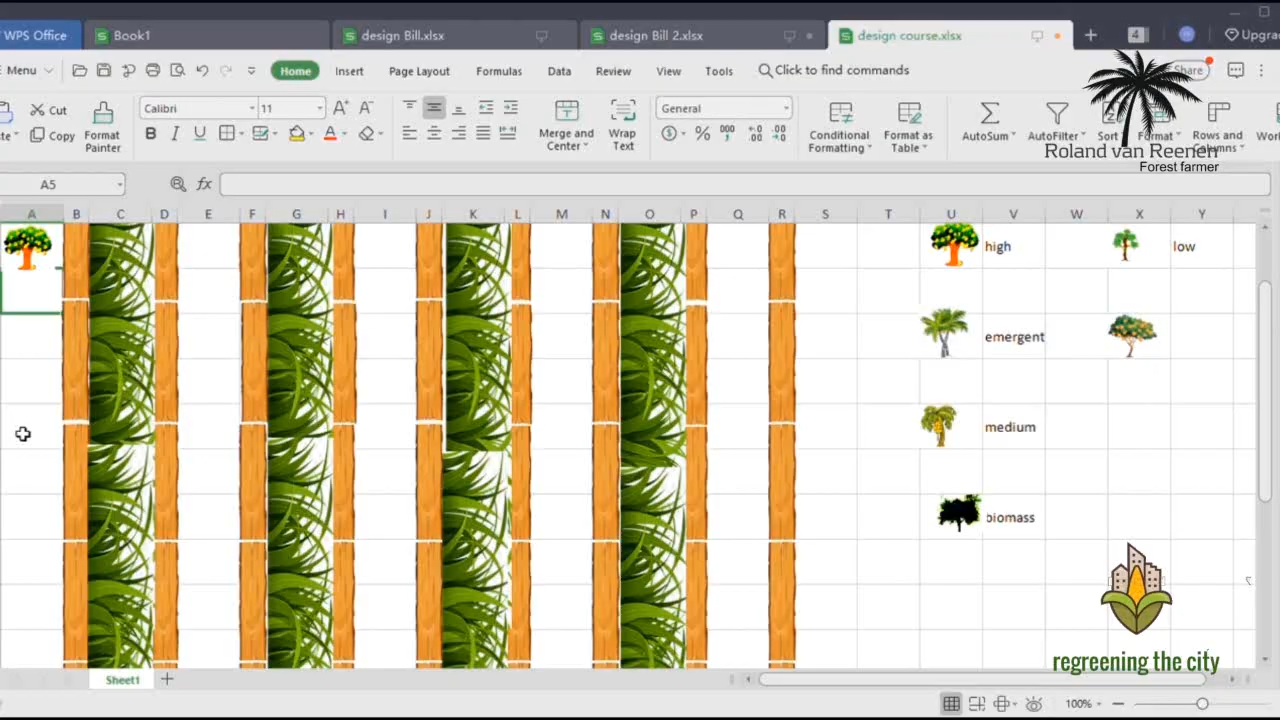 WPS Office
Book1
design Bill.xlsx
design Bill 2.xlsx
design course.xlsx
4
Menu
Home
Insert
Page Layout
Formulas
Data
Review
View
Tools
Click to find commands
Share
Cut
Copy
Format
Painter
Calibri
11
B I U A
Merge and
Center
Wrap
Text
General
Conditional
Formatting
Format as
Table
AutoSum
AutoFilter
Sort
Format
Rows and
Columns
Roland van Reenen
Forest farmer
A5
fx
A B C D E F G H I J K L M N O P Q R S T U V W X Y
high
low
emergent
medium
biomass
regreening the city
Sheet1
100%